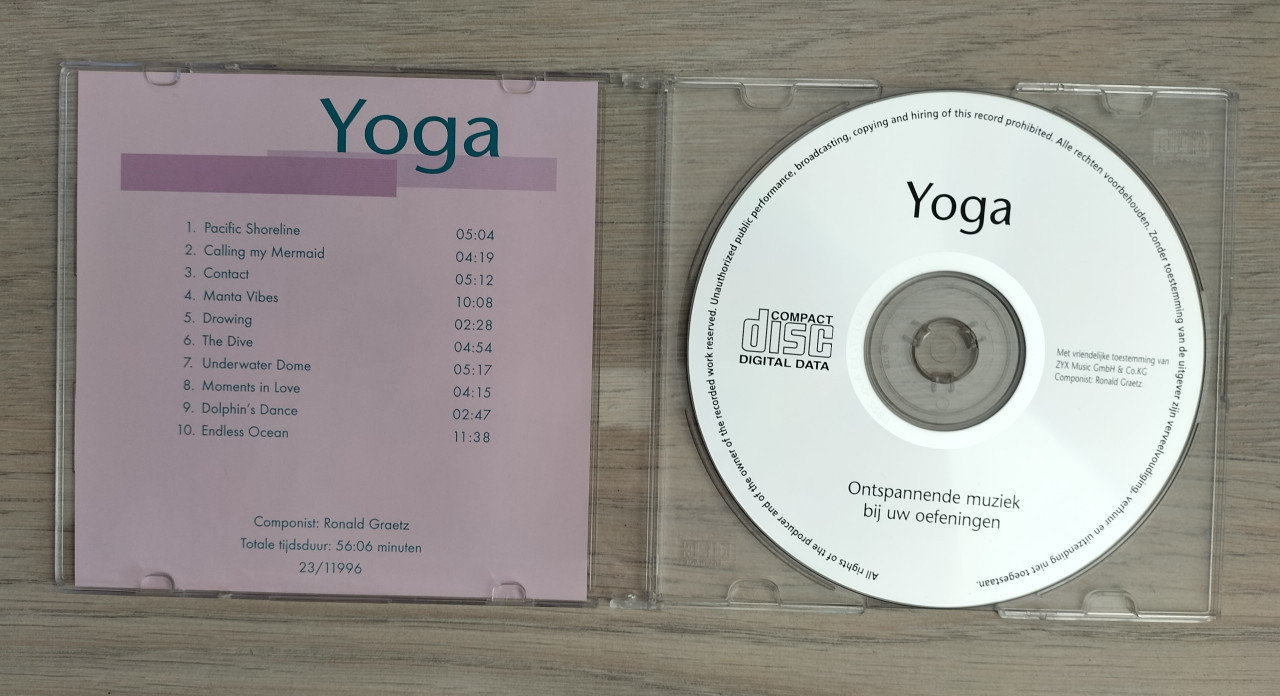 Yoga
1. Pacific Shoreline 05:04
2. Calling my Mermaid 04:19
3. Contact 05:12
4. Manta Vibes 10:08
5. Drowing 02:28
6. The Dive 04:54
7. Underwater Dome 05:17
8. Moments in Love 04:15
9. Dolphin's Dance 02:47
10. Endless Ocean 11:38
Componist: Ronald Graetz
Totale tijdsduur: 56:06 minuten
23/11996
All rights of the producer and of the owner of the recorded work reserved. Unauthorized public performance, broadcasting, copying and hiring of this record prohibited. Alle rechten voorbehouden. Zonder toestemming van de uitgever zijn verveelvoudiging, verhuur en uitzending niet toegestaan.
Yoga
COMPACT
disc
DIGITAL DATA
Met vriendelijke toestemming van
ZYX Music GmbH & Co.KG
Componist: Ronald Graetz
Ontspannende muziek
bij uw oefeningen